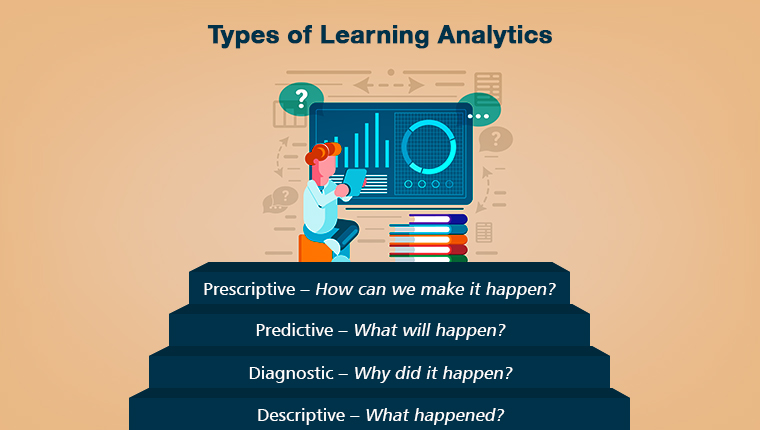 Types of Learning Analytics
?
...
?
?
Prescriptive – How can we make it happen?
Predictive – What will happen?
Diagnostic – Why did it happen?
Descriptive – What happened?